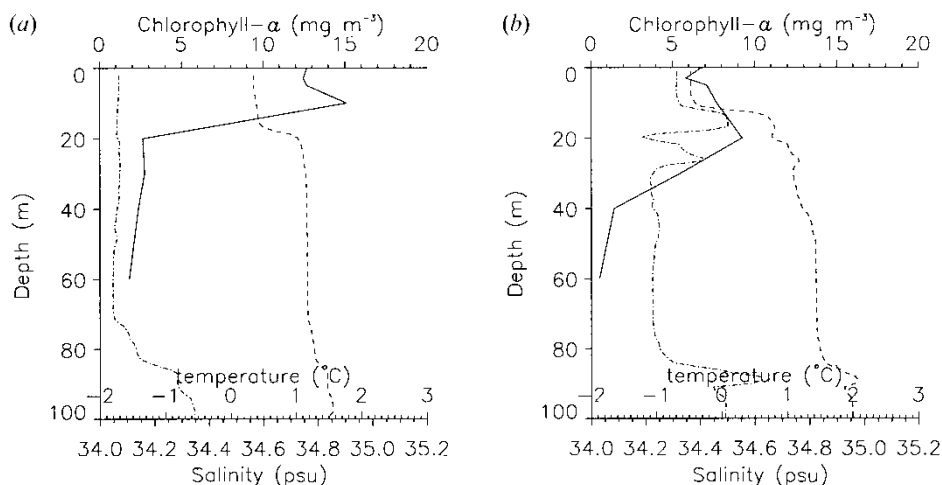 (a) Chlorophyll-a (mg m⁻³)
0 5 10 15 20
0
20
40
60
80
100
Depth (m)
temperature (°C)
-2 -1 0 1 2 3
34.0 34.2 34.4 34.6 34.8 35.0 35.2
Salinity (psu)
(b) Chlorophyll-a (mg m⁻³)
0 5 10 15 20
0
20
40
60
80
100
Depth (m)
temperature (°C)
-2 -1 0 1 2 3
34.0 34.2 34.4 34.6 34.8 35.0 35.2
Salinity (psu)